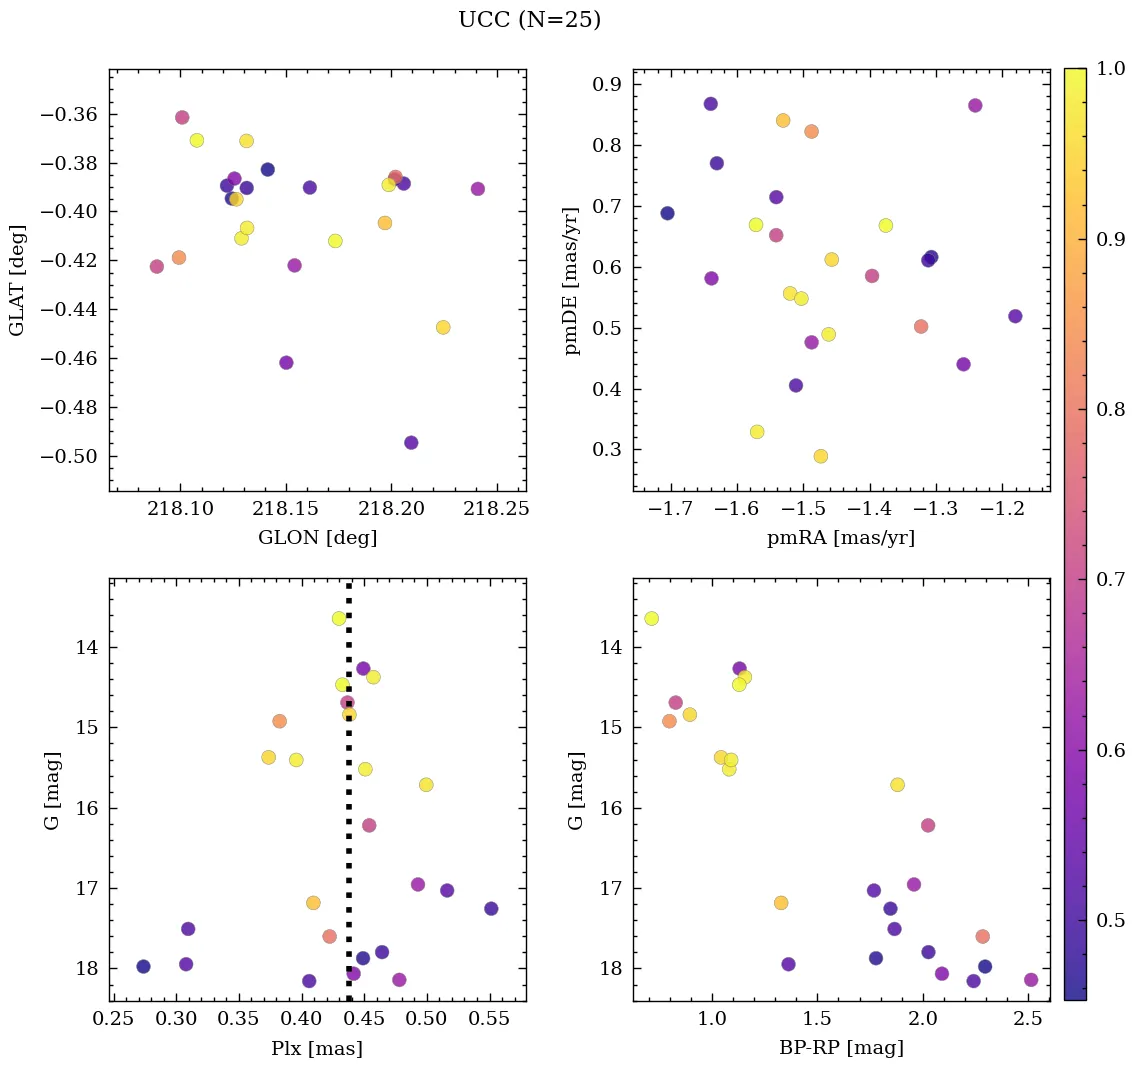 UCC (N=25)
−0.36
−0.38
−0.40
−0.42
−0.44
−0.46
−0.48
−0.50
GLAT [deg]
218.10 218.15 218.20 218.25
GLON [deg]
0.9
0.8
0.7
0.6
0.5
0.4
0.3
pmDE [mas/yr]
−1.7 −1.6 −1.5 −1.4 −1.3 −1.2
pmRA [mas/yr]
14
15
16
17
18
G [mag]
0.25 0.30 0.35 0.40 0.45 0.50 0.55
Plx [mas]
14
15
16
17
18
G [mag]
1.0 1.5 2.0 2.5
BP-RP [mag]
1.0
0.9
0.8
0.7
0.6
0.5